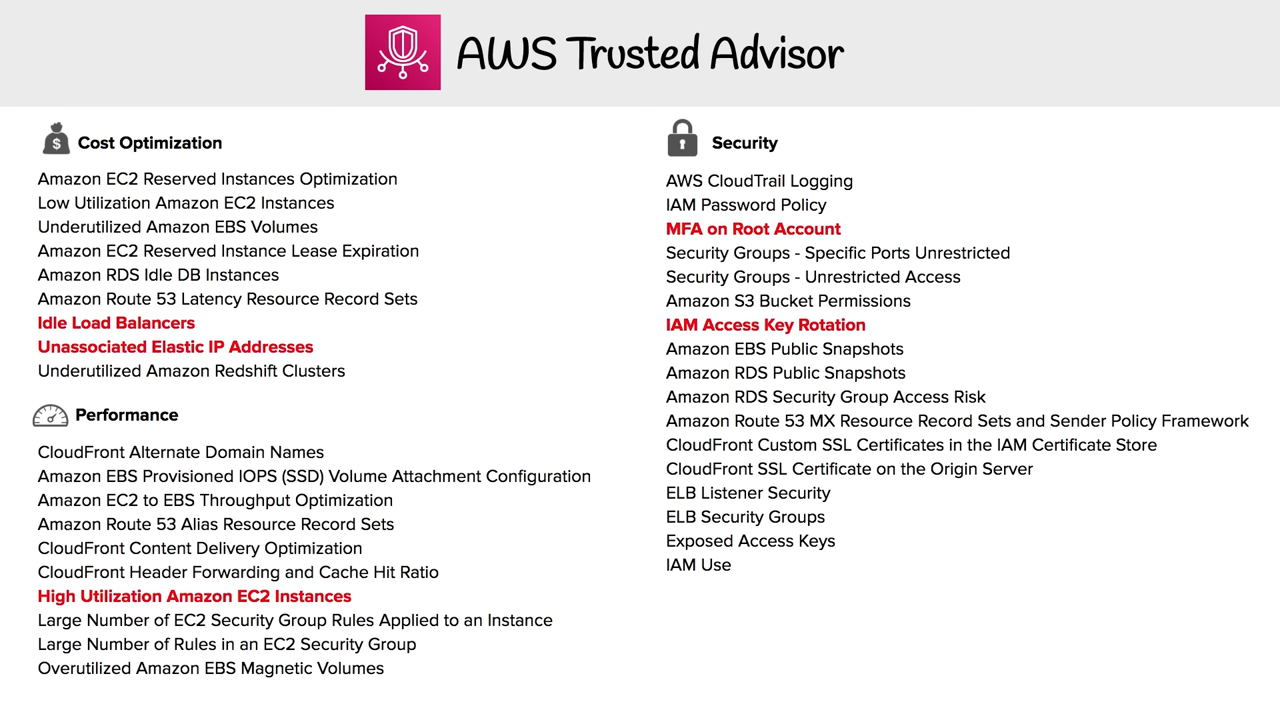 AWS Trusted Advisor
$ Cost Optimization
Amazon EC2 Reserved Instances Optimization
Low Utilization Amazon EC2 Instances
Underutilized Amazon EBS Volumes
Amazon EC2 Reserved Instance Lease Expiration
Amazon RDS Idle DB Instances
Amazon Route 53 Latency Resource Record Sets
Idle Load Balancers
Unassociated Elastic IP Addresses
Underutilized Amazon Redshift Clusters
Performance
CloudFront Alternate Domain Names
Amazon EBS Provisioned IOPS (SSD) Volume Attachment Configuration
Amazon EC2 to EBS Throughput Optimization
Amazon Route 53 Alias Resource Record Sets
CloudFront Content Delivery Optimization
CloudFront Header Forwarding and Cache Hit Ratio
High Utilization Amazon EC2 Instances
Large Number of EC2 Security Group Rules Applied to an Instance
Large Number of Rules in an EC2 Security Group
Overutilized Amazon EBS Magnetic Volumes
Security
AWS CloudTrail Logging
IAM Password Policy
MFA on Root Account
Security Groups - Specific Ports Unrestricted
Security Groups - Unrestricted Access
Amazon S3 Bucket Permissions
IAM Access Key Rotation
Amazon EBS Public Snapshots
Amazon RDS Public Snapshots
Amazon RDS Security Group Access Risk
Amazon Route 53 MX Resource Record Sets and Sender Policy Framework
CloudFront Custom SSL Certificates in the IAM Certificate Store
CloudFront SSL Certificate on the Origin Server
ELB Listener Security
ELB Security Groups
Exposed Access Keys
IAM Use